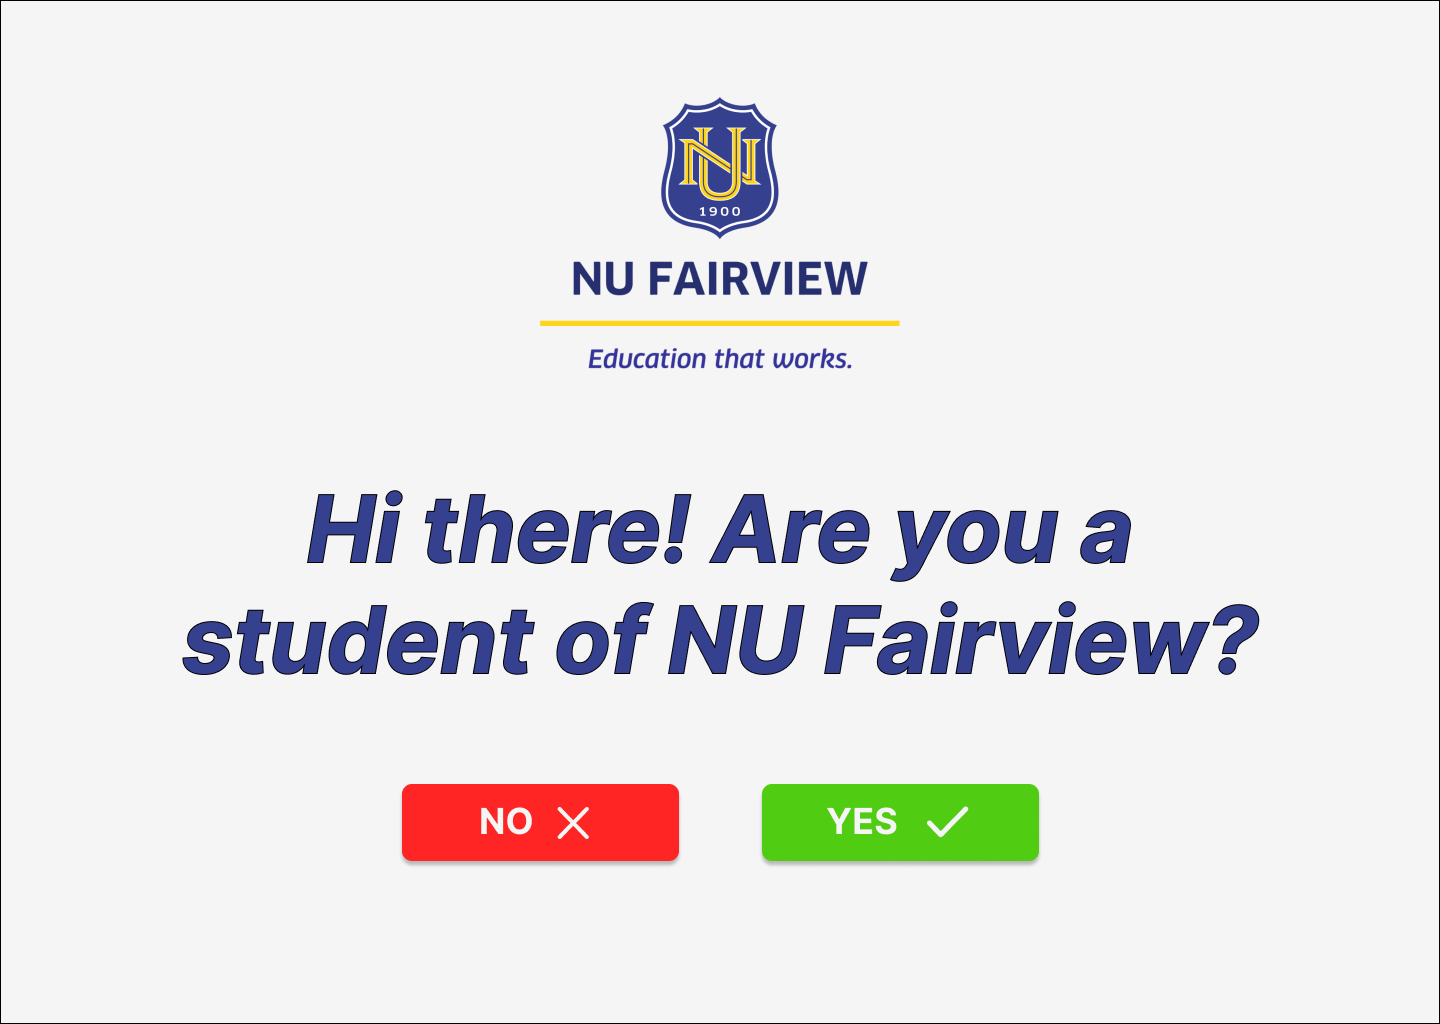 NU
1900
NU FAIRVIEW
Education that works.
Hi there! Are you a
student of NU Fairview?
NO
YES